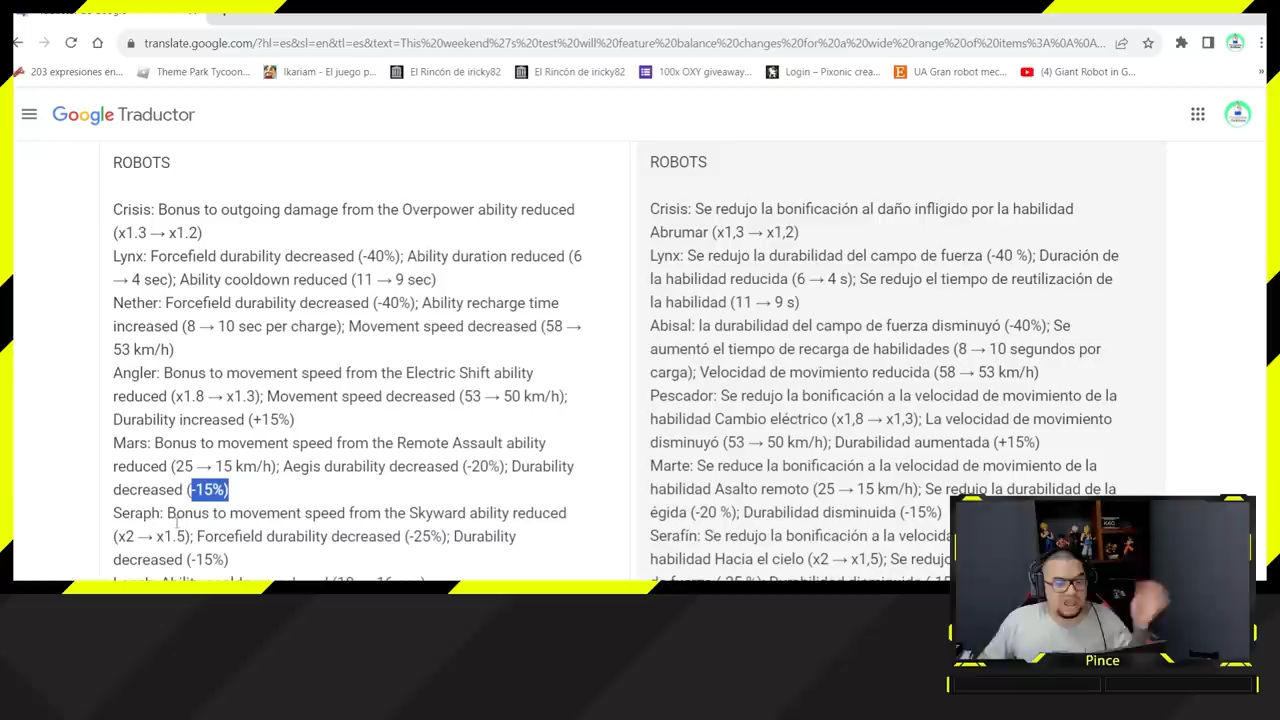 translate.google.com/?hl=es&sl=en&tl=es&text=This%20weekend%27s%20test%20will%20feature%20balance%20changes%20for%20a%20wide%20range%20of%20items%3A%0A%0A...
203 expresiones en...
Theme Park Tycoon...
Ikariam - El juego p...
El Rincón de iricky82
El Rincón de iricky82
100x OXY giveaway...
Login – Pixonic crea...
UA Gran robot mec...
(4) Giant Robot in G...
»
Google Traductor
ROBOTS
Crisis: Bonus to outgoing damage from the Overpower ability reduced
(x1.3 → x1.2)
Lynx: Forcefield durability decreased (-40%); Ability duration reduced (6
→ 4 sec); Ability cooldown reduced (11 → 9 sec)
Nether: Forcefield durability decreased (-40%); Ability recharge time
increased (8 → 10 sec per charge); Movement speed decreased (58 →
53 km/h)
Angler: Bonus to movement speed from the Electric Shift ability
reduced (x1.8 → x1.3); Movement speed decreased (53 → 50 km/h);
Durability increased (+15%)
Mars: Bonus to movement speed from the Remote Assault ability
reduced (25 → 15 km/h); Aegis durability decreased (-20%); Durability
decreased (-15%)
Seraph: Bonus to movement speed from the Skyward ability reduced
(x2 → x1.5); Forcefield durability decreased (-25%); Durability
decreased (-15%)
ROBOTS
Crisis: Se redujo la bonificación al daño infligido por la habilidad
Abrumar (x1,3 → x1,2)
Lynx: Se redujo la durabilidad del campo de fuerza (-40 %); Duración de
la habilidad reducida (6 → 4 s); Se redujo el tiempo de reutilización de
la habilidad (11 → 9 s)
Abisal: la durabilidad del campo de fuerza disminuyó (-40%); Se
aumentó el tiempo de recarga de habilidades (8 → 10 segundos por
carga); Velocidad de movimiento reducida (58 → 53 km/h)
Pescador: Se redujo la bonificación a la velocidad de movimiento de la
habilidad Cambio eléctrico (x1,8 → x1,3); La velocidad de movimiento
disminuyó (53 → 50 km/h); Durabilidad aumentada (+15%)
Marte: Se reduce la bonificación a la velocidad de movimiento de la
habilidad Asalto remoto (25 → 15 km/h); Se redujo la durabilidad de la
égida (-20 %); Durabilidad disminuida (-15%)
Serafín: Se redujo la bonificación a la velocida
habilidad Hacia el cielo (x2 → x1,5); Se redujo
Pince